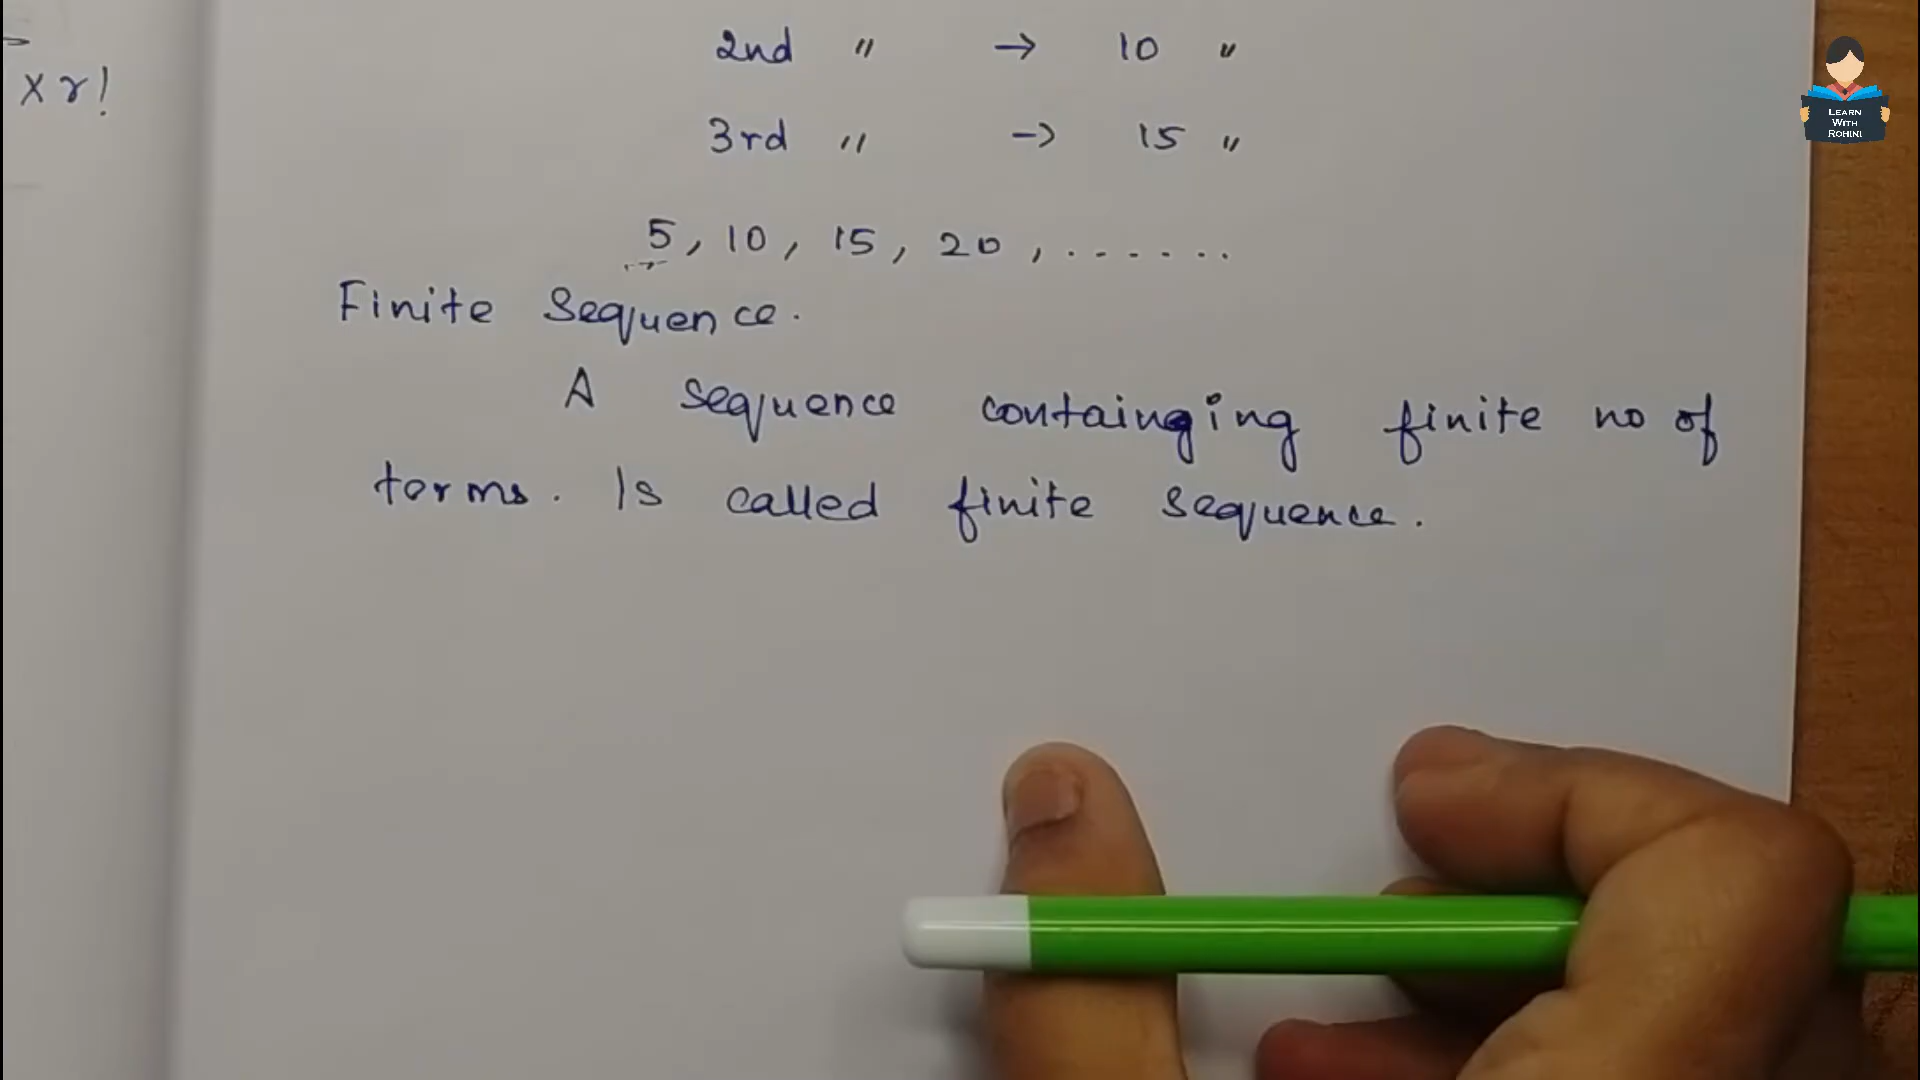 2nd " → 10 "
x r!
3rd " → 15 "
5, 10, 15, 20, ......
Finite Sequence.
A sequence containging finite no of
terms. Is called finite sequence.
LEARN
WITH
ROHINI